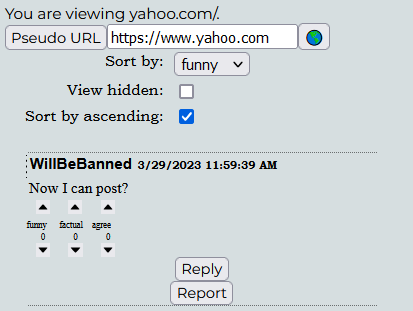 You are viewing yahoo.com/.
Pseudo URL https://www.yahoo.com
Sort by: funny
View hidden:
Sort by ascending:
WillBeBanned 3/29/2023 11:59:39 AM
Now I can post?
funny factual agree
0 0 0
Reply
Report